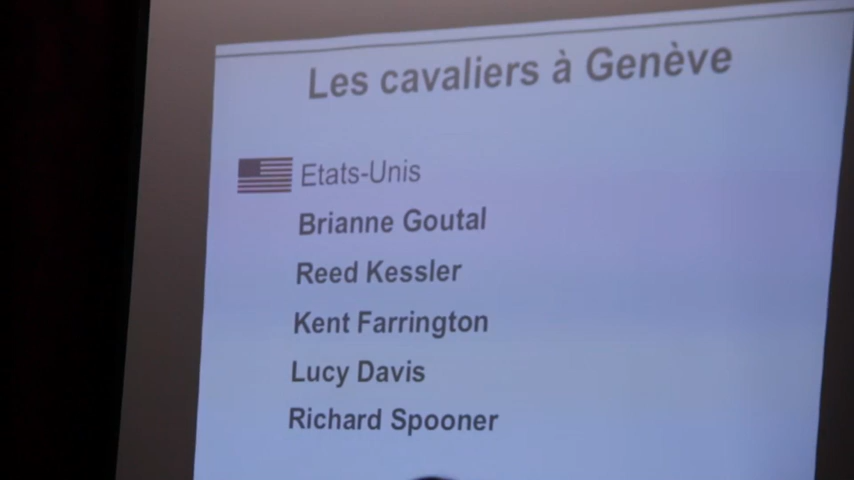 Les cavaliers à Genève
Etats-Unis
Brianne Goutal
Reed Kessler
Kent Farrington
Lucy Davis
Richard Spooner